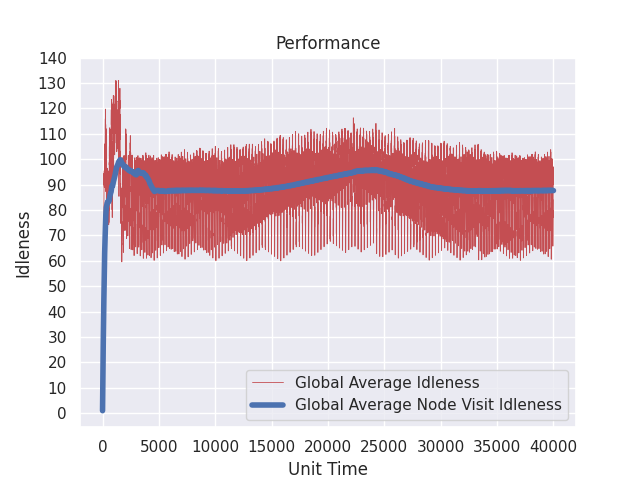 Performance
140
130
120
110
100
90
80
70
60
50
40
30
20
10
0
Idleness
Global Average Idleness
Global Average Node Visit Idleness
0 5000 10000 15000 20000 25000 30000 35000 40000
Unit Time